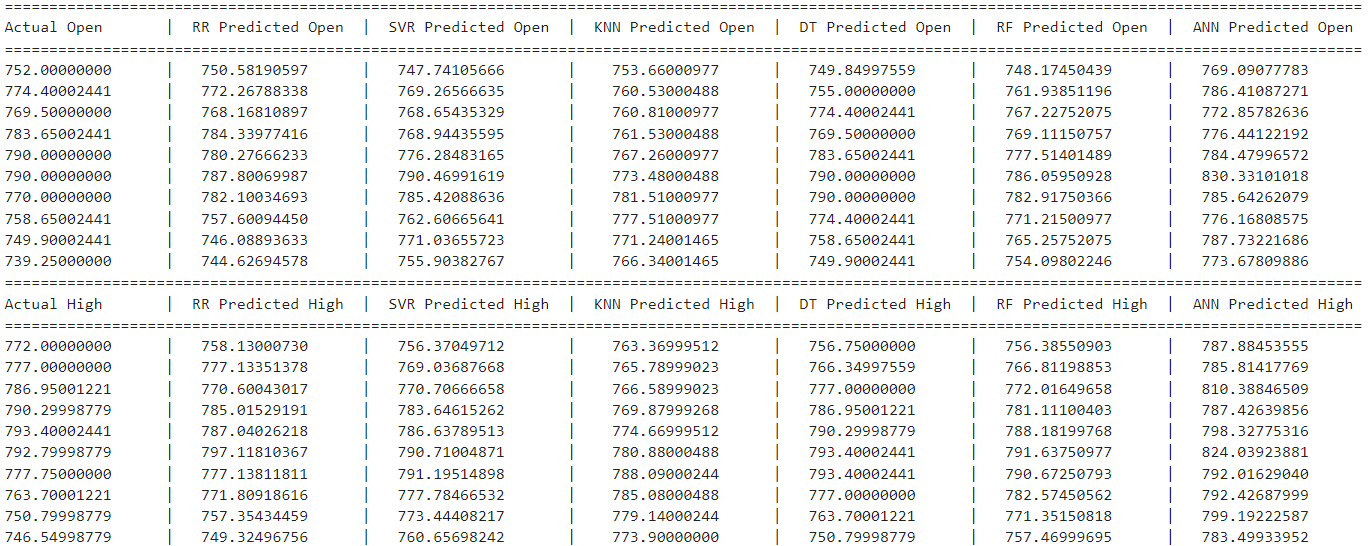 Actual Open | RR Predicted Open | SVR Predicted Open | KNN Predicted Open | DT Predicted Open | RF Predicted Open | ANN Predicted Open
752.00000000 | 750.58190597 | 747.74105666 | 753.66000977 | 749.84997559 | 748.17450439 | 769.09077783
774.40002441 | 772.26788338 | 769.26566635 | 760.53000488 | 755.00000000 | 761.93851196 | 786.41087271
769.50000000 | 768.16810897 | 768.65435329 | 760.81000977 | 774.40002441 | 767.22752075 | 772.85782636
783.65002441 | 784.33977416 | 768.94435595 | 761.53000488 | 769.50000000 | 769.11150757 | 776.44122192
790.00000000 | 780.27666233 | 776.28483165 | 767.26000977 | 783.65002441 | 777.51401489 | 784.47996572
790.00000000 | 787.80069987 | 790.46991619 | 773.48000488 | 790.00000000 | 786.05950928 | 830.33101018
770.00000000 | 782.10034693 | 785.42088636 | 781.51000977 | 790.00000000 | 782.91750366 | 785.64262079
758.65002441 | 757.60094450 | 762.60665641 | 777.51000977 | 774.40002441 | 771.21500977 | 776.16808575
749.90002441 | 746.08893633 | 771.03655723 | 771.24001465 | 758.65002441 | 765.25752075 | 787.73221686
739.25000000 | 744.62694578 | 755.90382767 | 766.34001465 | 749.90002441 | 754.09802246 | 773.67809886
Actual High | RR Predicted High | SVR Predicted High | KNN Predicted High | DT Predicted High | RF Predicted High | ANN Predicted High
772.00000000 | 758.13000730 | 756.37049712 | 763.36999512 | 756.75000000 | 756.38550903 | 787.88453555
777.00000000 | 777.13351378 | 769.03687668 | 765.78999023 | 766.34997559 | 766.81198853 | 785.81417769
786.95001221 | 770.60043017 | 770.70666658 | 766.58999023 | 777.00000000 | 772.01649658 | 810.38846509
790.29998779 | 785.01529191 | 783.64615262 | 769.87999268 | 786.95001221 | 781.11100403 | 787.42639856
793.40002441 | 787.04026218 | 786.63789513 | 774.66999512 | 790.29998779 | 788.18199768 | 798.32775316
792.79998779 | 797.11810367 | 790.71004871 | 780.88000488 | 793.40002441 | 791.63750977 | 824.03923881
777.75000000 | 777.13811811 | 791.19514898 | 788.09000244 | 793.40002441 | 790.67250793 | 792.01629040
763.70001221 | 771.80918616 | 777.78466532 | 785.08000488 | 777.00000000 | 782.57450562 | 792.42687999
750.79998779 | 757.35434459 | 773.44408217 | 779.14000244 | 763.70001221 | 771.35150818 | 799.19222587
746.54998779 | 749.32496756 | 760.65698242 | 773.90000000 | 750.79998779 | 757.46999695 | 783.49933952